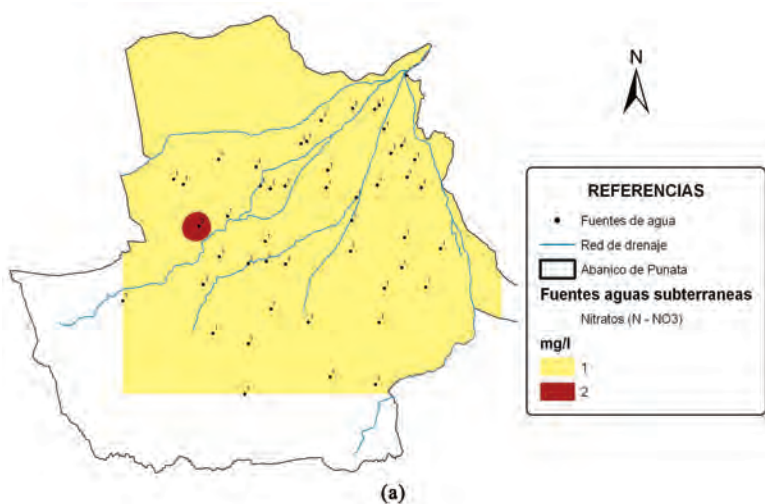 N
REFERENCIAS
Fuentes de agua
Red de drenaje
Abanico de Punata
Fuentes aguas subterraneas
Nitratos (N - NO3)
mg/l
1
2
(a)